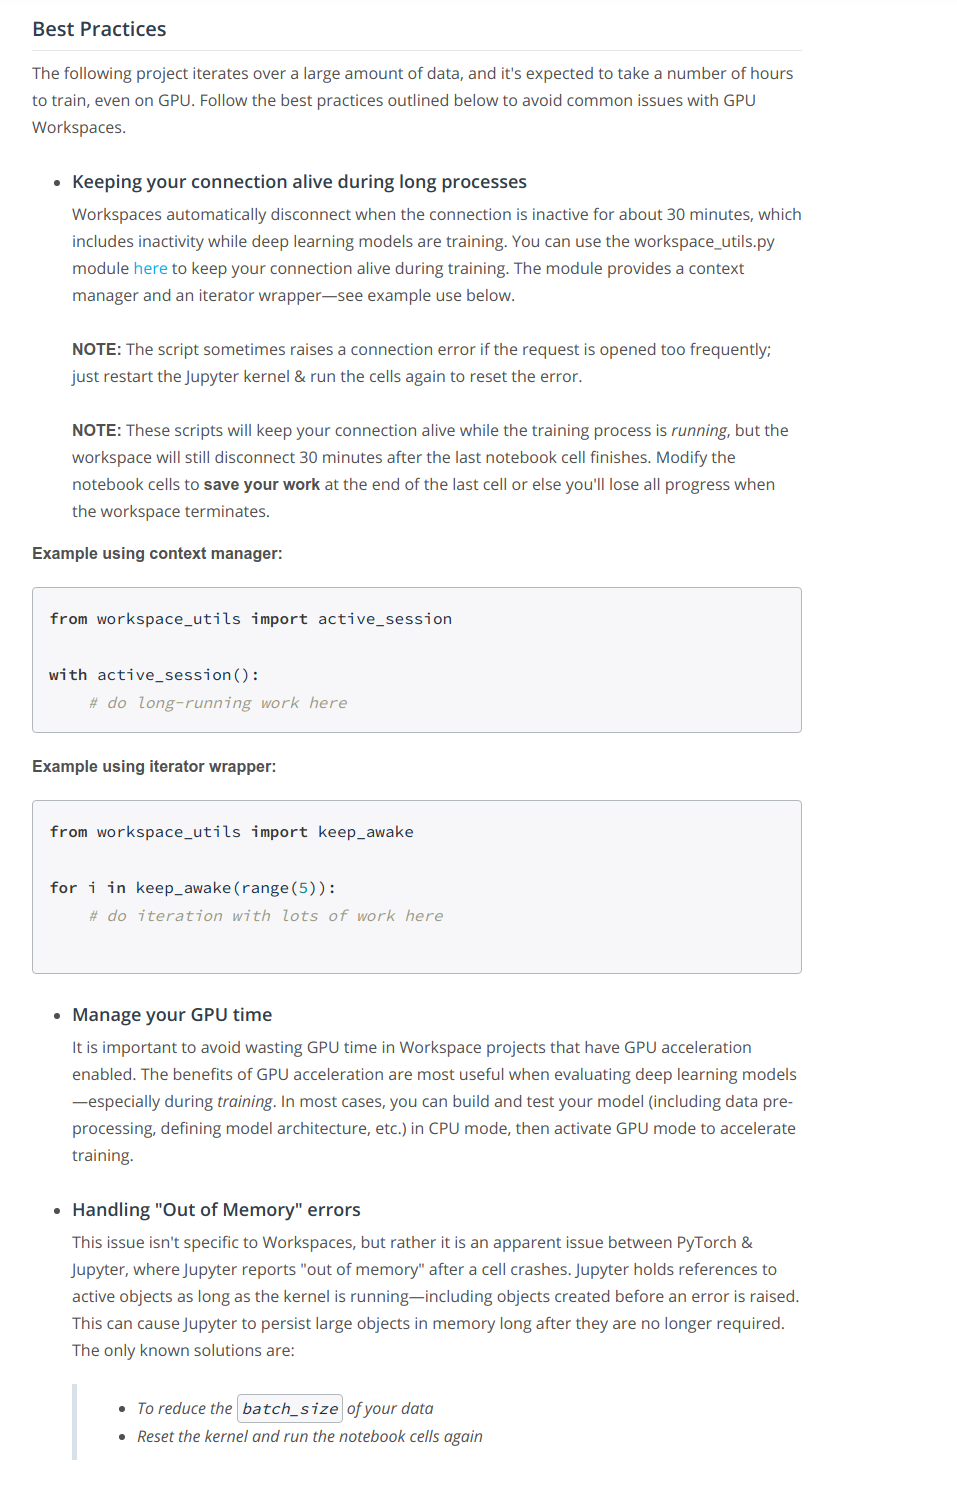 Best Practices
The following project iterates over a large amount of data, and it's expected to take a number of hours
to train, even on GPU. Follow the best practices outlined below to avoid common issues with GPU
Workspaces.
• Keeping your connection alive during long processes
Workspaces automatically disconnect when the connection is inactive for about 30 minutes, which
includes inactivity while deep learning models are training. You can use the workspace_utils.py
module here to keep your connection alive during training. The module provides a context
manager and an iterator wrapper—see example use below.
NOTE: The script sometimes raises a connection error if the request is opened too frequently;
just restart the Jupyter kernel & run the cells again to reset the error.
NOTE: These scripts will keep your connection alive while the training process is running, but the
workspace will still disconnect 30 minutes after the last notebook cell finishes. Modify the
notebook cells to save your work at the end of the last cell or else you'll lose all progress when
the workspace terminates.
Example using context manager:
from workspace_utils import active_session
with active_session():
    # do long-running work here
Example using iterator wrapper:
from workspace_utils import keep_awake
for i in keep_awake(range(5)):
    # do iteration with lots of work here
• Manage your GPU time
It is important to avoid wasting GPU time in Workspace projects that have GPU acceleration
enabled. The benefits of GPU acceleration are most useful when evaluating deep learning models
—especially during training. In most cases, you can build and test your model (including data pre-
processing, defining model architecture, etc.) in CPU mode, then activate GPU mode to accelerate
training.
• Handling "Out of Memory" errors
This issue isn't specific to Workspaces, but rather it is an apparent issue between PyTorch &
Jupyter, where Jupyter reports "out of memory" after a cell crashes. Jupyter holds references to
active objects as long as the kernel is running—including objects created before an error is raised.
This can cause Jupyter to persist large objects in memory long after they are no longer required.
The only known solutions are:
• To reduce the batch_size of your data
• Reset the kernel and run the notebook cells again